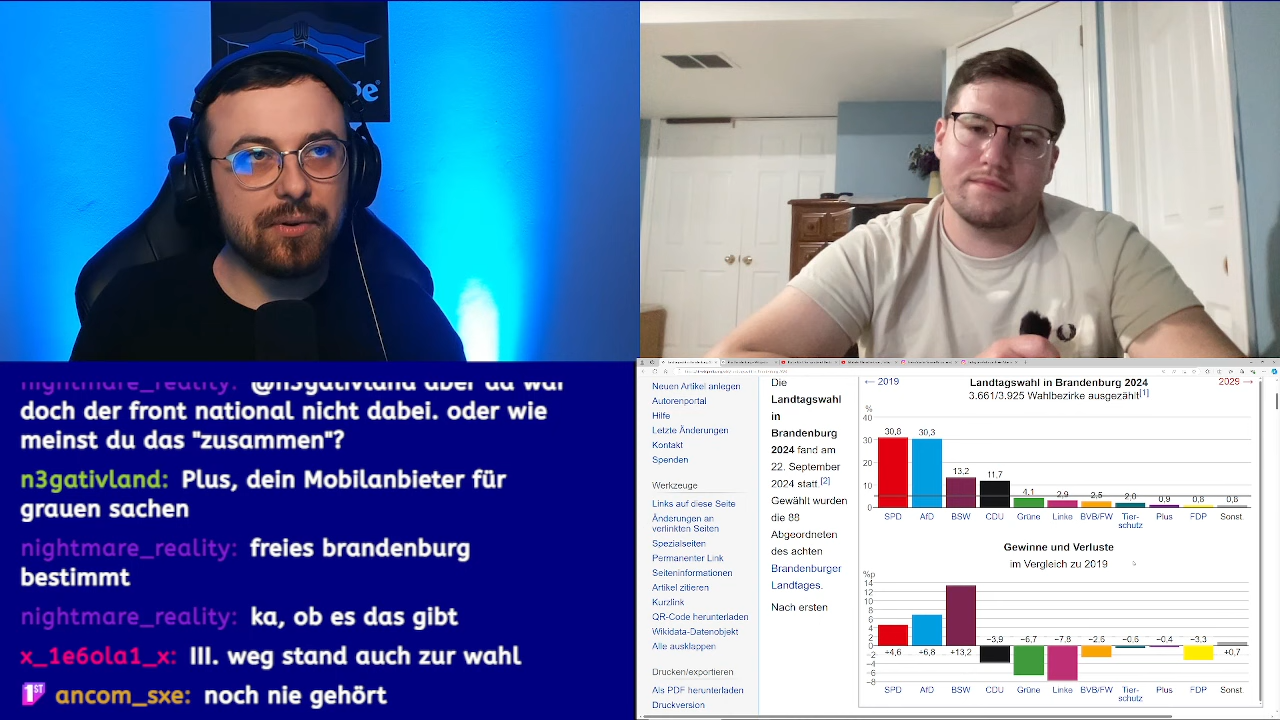 ge®
nightmare_reality: @n3gativland aber da war
doch der front national nicht dabei. oder wie
meinst du das "zusammen"?
n3gativland: Plus, dein Mobilanbieter für
grauen sachen
nightmare_reality: freies brandenburg
bestimmt
nightmare_reality: ka, ob es das gibt
x_1e6ola1_x: III. weg stand auch zur wahl
1ST ancom_sxe: noch nie gehört
Neuen Artikel anlegen
Autorenportal
Hilfe
Letzte Änderungen
Kontakt
Spenden
Werkzeuge
Links auf diese Seite
Änderungen an
verlinkten Seiten
Spezialseiten
Permanenter Link
Seiteninformationen
Artikel zitieren
Kurzlink
QR-Code herunterladen
Wikidata-Datenobjekt
Alle ausklappen
Drucken/exportieren
Als PDF herunterladen
Druckversion
Die
Landtagswahl
in
Brandenburg
2024 fand am
22. September
2024 statt.[2]
Gewählt wurden
die 88
Abgeordneten
des achten
Brandenburger
Landtages.
Nach ersten
← 2019 Landtagswahl in Brandenburg 2024 2029 →
3.661/3.925 Wahlbezirke ausgezählt[1]
%
40
30
20
10
0
30,8 30,3 13,2 11,7 4,1 2,9 2,5 2,0 0,9 0,8 0,8
SPD AfD BSW CDU Grüne Linke BVB/FW Tier- Plus FDP Sonst.
schutz
Gewinne und Verluste
im Vergleich zu 2019
%p
14
12
10
8
6
4
2
0
−2
−4
−6
−8
−3,9 −6,7 −7,8 −2,5 −0,6 −0,4 −3,3
+4,6 +6,8 +13,2 +0,7
SPD AfD BSW CDU Grüne Linke BVB/FW Tier- Plus FDP Sonst.
schutz